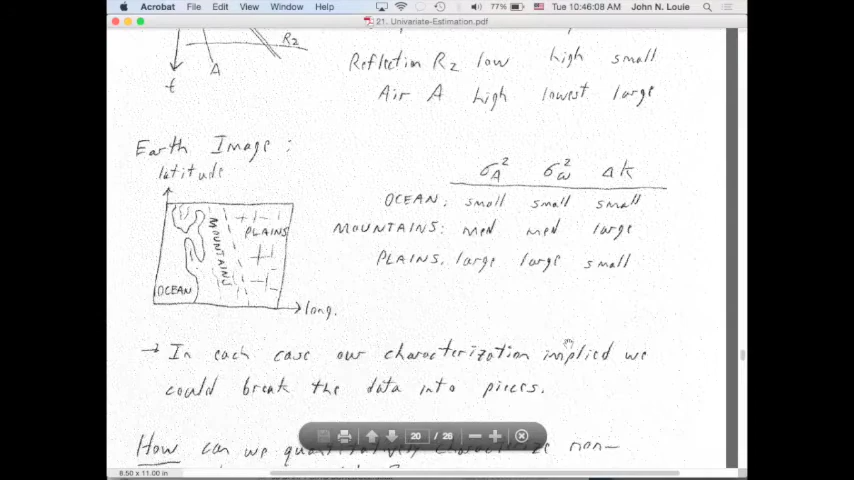 Acrobat File Edit View Window Help 77% Tue 10:46:08 AM John N. Louie
21. Univariate-Estimation.pdf
R2
A
t
Reflection R2 low high small
Air A high lowest large
Earth Image:
latitude
σ_A² σ_ω² Δk
OCEAN: small small small
MOUNTAINS: med med large
PLAINS. large large small
MOUNTAINS
PLAINS
OCEAN
long.
→ In each case our characterization implied we
could break the data into pieces.
20 / 26
How can we quantitatively characterize non-
8.50 x 11.00 in